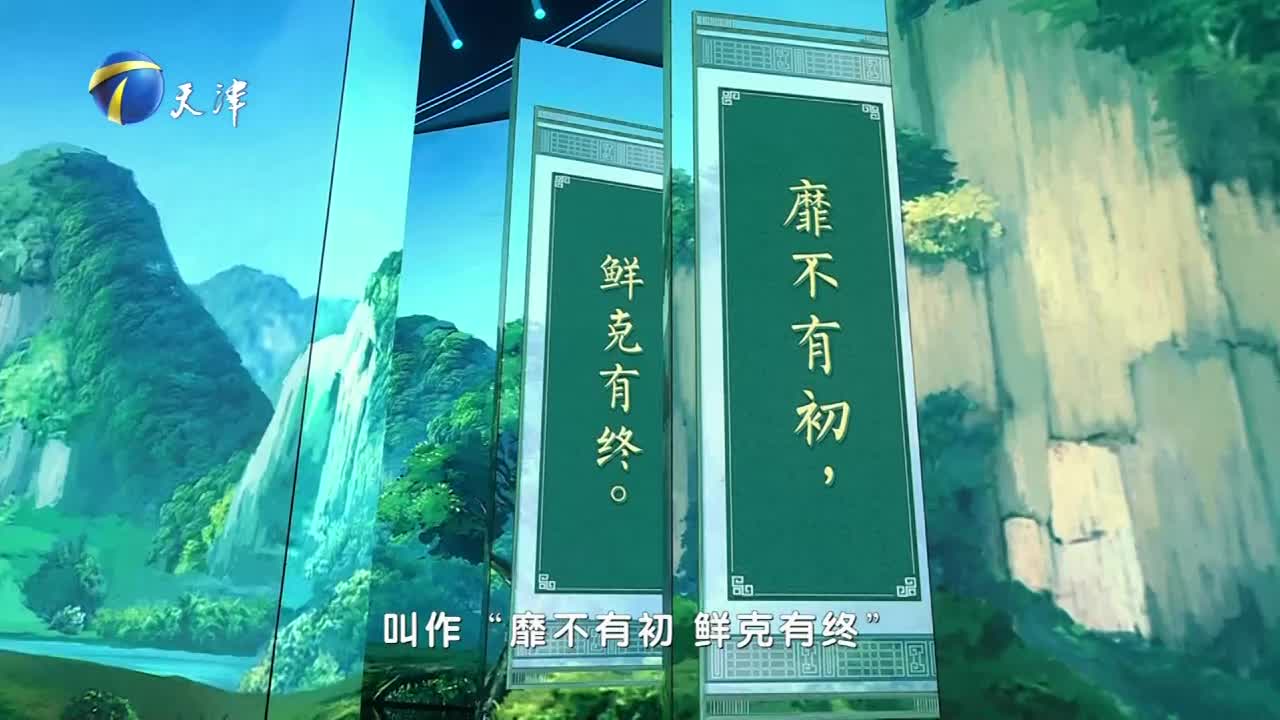 天津
靡不有初，
鲜克有终。
叫作“靡不有初 鲜克有终”